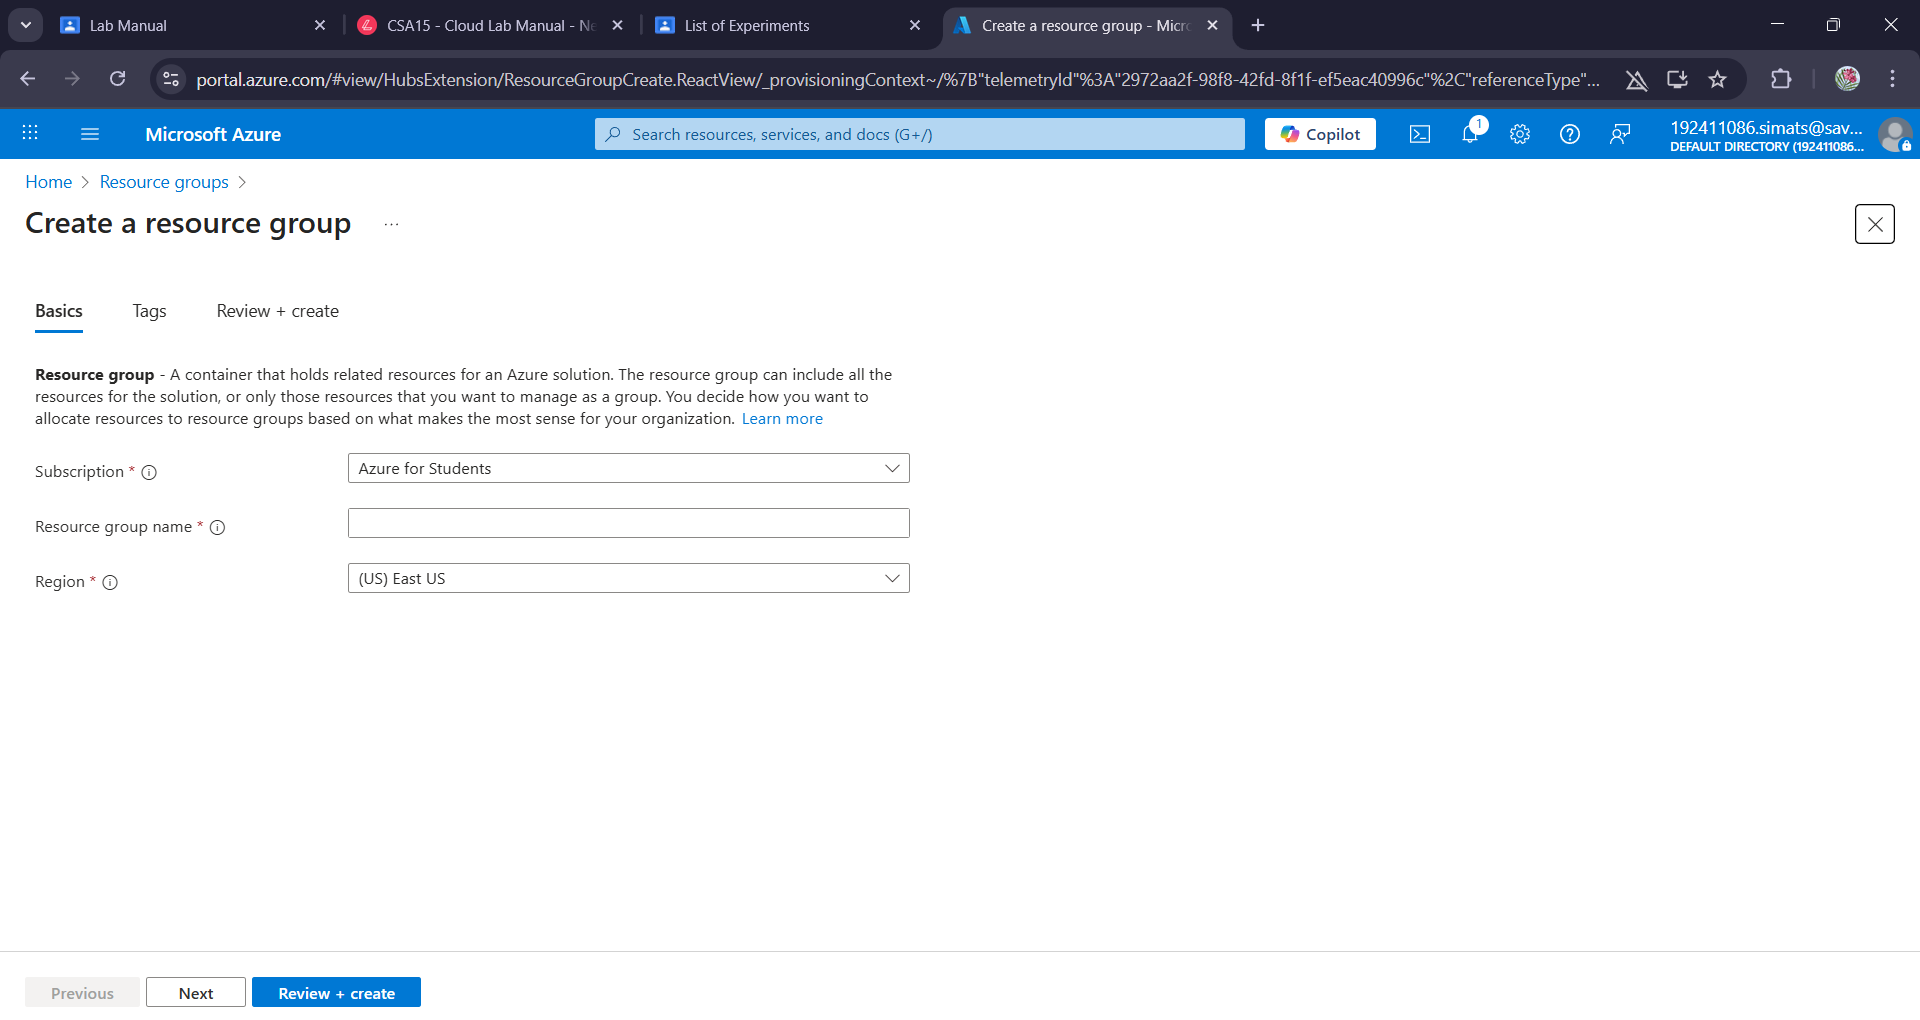 Lab Manual
CSA15 - Cloud Lab Manual - Ne
List of Experiments
Create a resource group - Micro
portal.azure.com/#view/HubsExtension/ResourceGroupCreate.ReactView/_provisioningContext~/%7B"telemetryId"%3A"2972aa2f-98f8-42fd-8f1f-ef5eac40996c"%2C"referenceType"...
Microsoft Azure
Search resources, services, and docs (G+/)
Copilot
1
192411086.simats@sav...
DEFAULT DIRECTORY (192411086...
Home > Resource groups >
Create a resource group ...
Basics Tags Review + create
Resource group - A container that holds related resources for an Azure solution. The resource group can include all the
resources for the solution, or only those resources that you want to manage as a group. You decide how you want to
allocate resources to resource groups based on what makes the most sense for your organization. Learn more
Subscription * Azure for Students
Resource group name *
Region * (US) East US
Previous Next Review + create